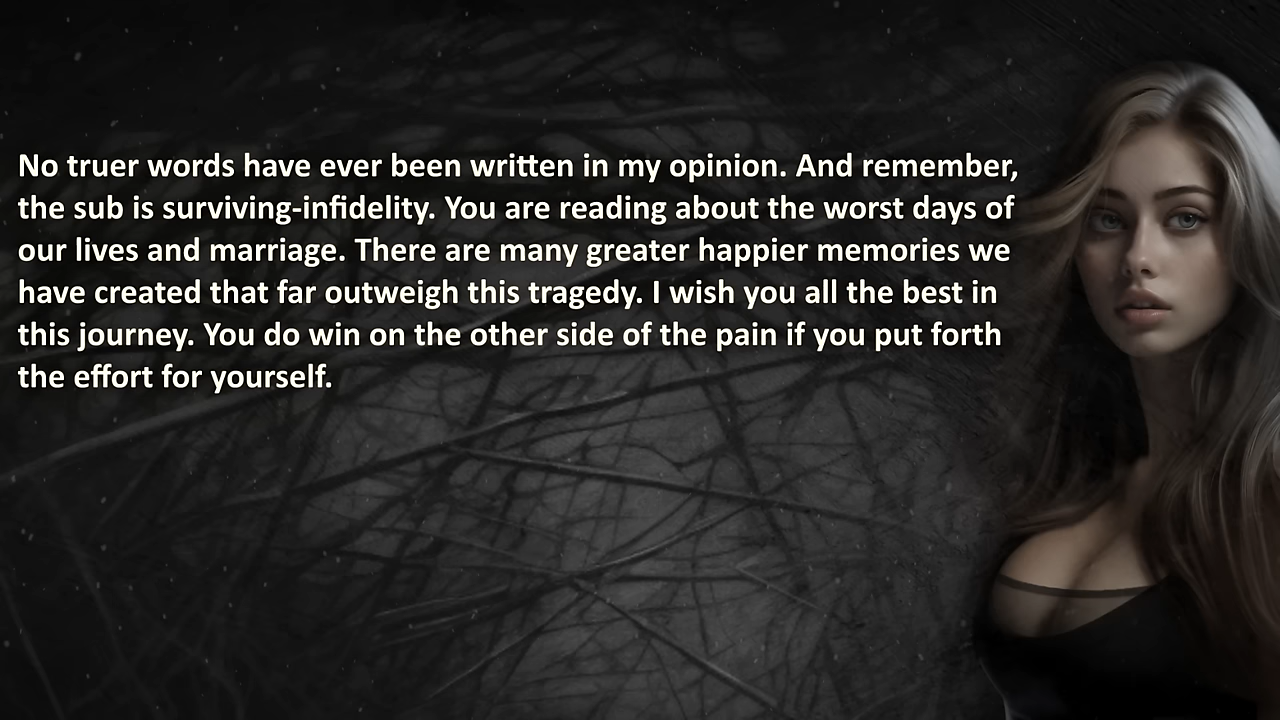 No truer words have ever been written in my opinion. And remember,
the sub is surviving-infidelity. You are reading about the worst days of
our lives and marriage. There are many greater happier memories we
have created that far outweigh this tragedy. I wish you all the best in
this journey. You do win on the other side of the pain if you put forth
the effort for yourself.